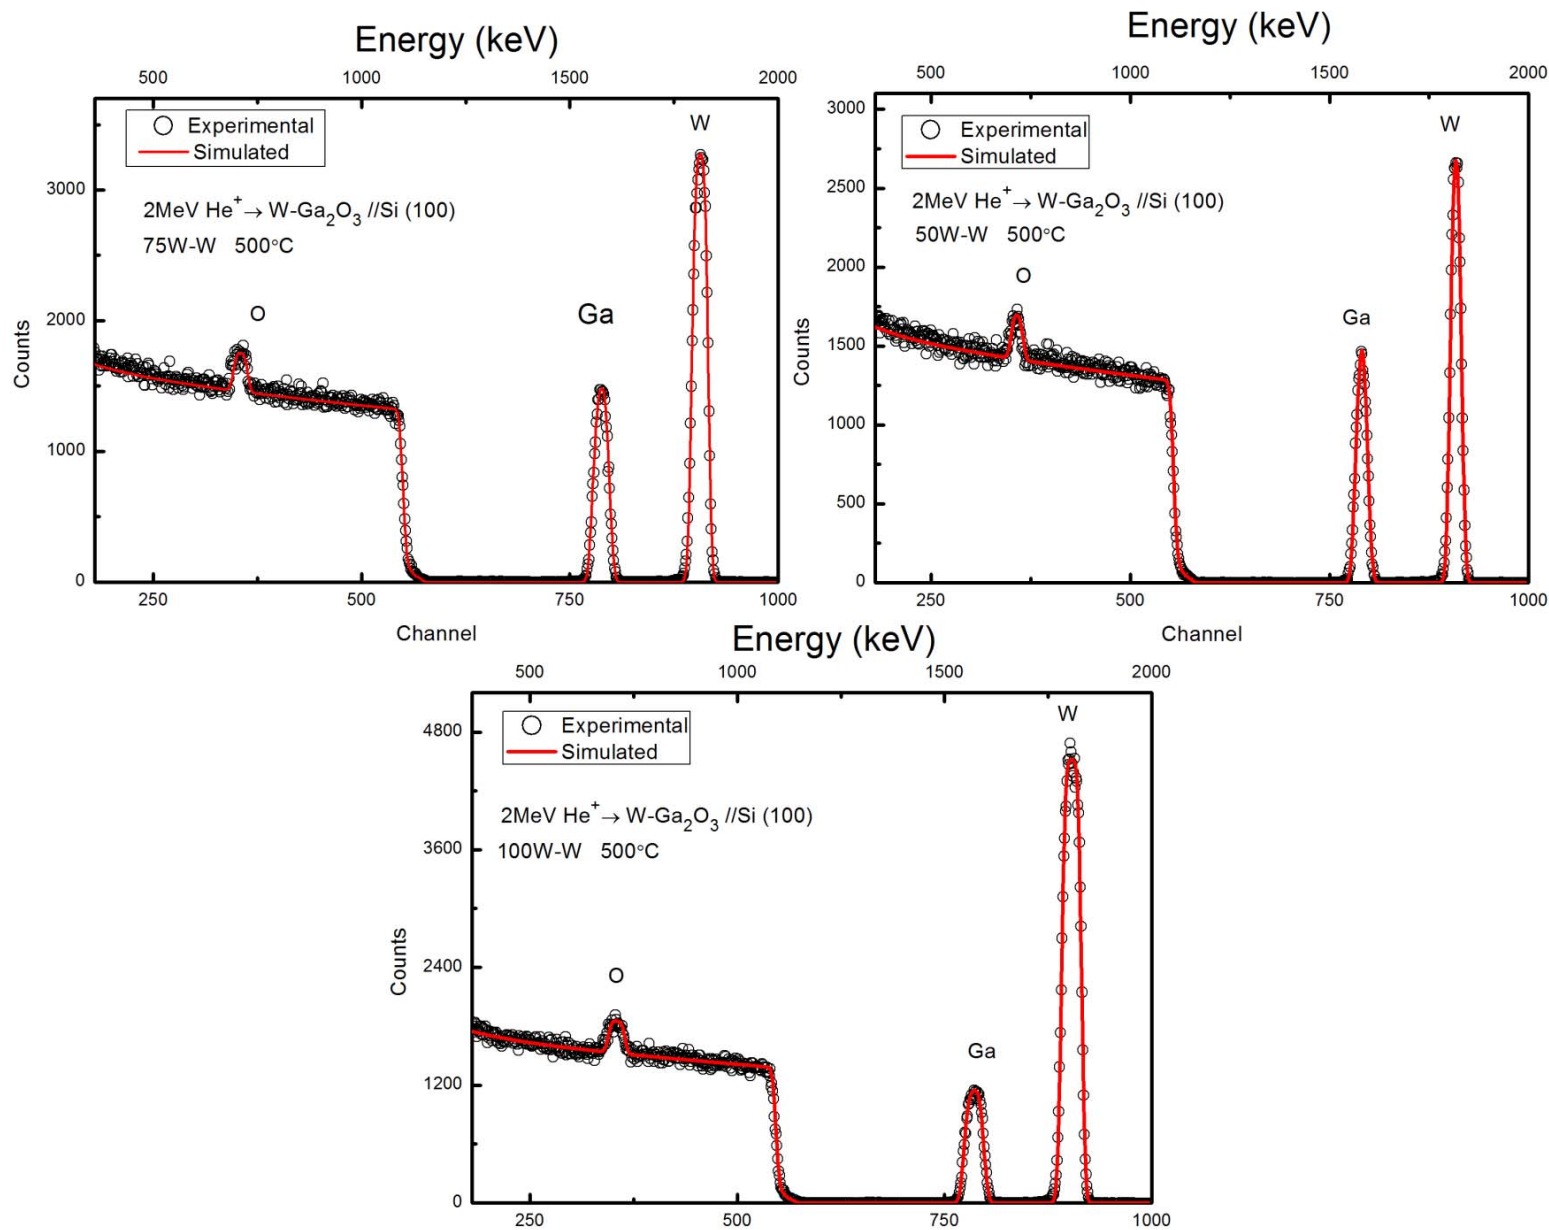 Energy (keV)
500 1000 1500 2000
Experimental
Simulated
W
2MeV He+ → W-Ga2O3 //Si (100)
75W-W 500°C
O
Ga
Counts
3000
2000
1000
0
250 500 750 1000
Channel
Energy (keV)
500 1000 1500 2000
Experimental
Simulated
W
2MeV He+ → W-Ga2O3 //Si (100)
50W-W 500°C
O
Ga
Counts
3000
2500
2000
1500
1000
500
0
250 500 750 1000
Channel
Energy (keV)
500 1000 1500 2000
Experimental
Simulated
W
2MeV He+ → W-Ga2O3 //Si (100)
100W-W 500°C
O
Ga
Counts
4800
3600
2400
1200
0
250 500 750 1000